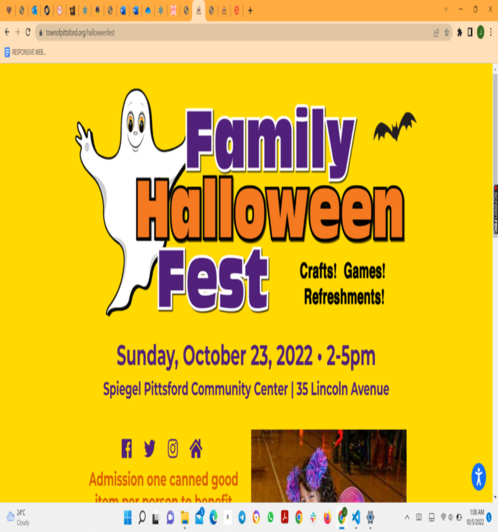 townofpittsford.org/halloweenfest
RESPONSIVE WEB...
Family
Halloween
Fest
Crafts! Games!
Refreshments!
Sunday, October 23, 2022 • 2-5pm
Spiegel Pittsford Community Center | 35 Lincoln Avenue
Admission one canned good
item per person to benefit
24°C
Cloudy
1:08 AM
10/5/2022